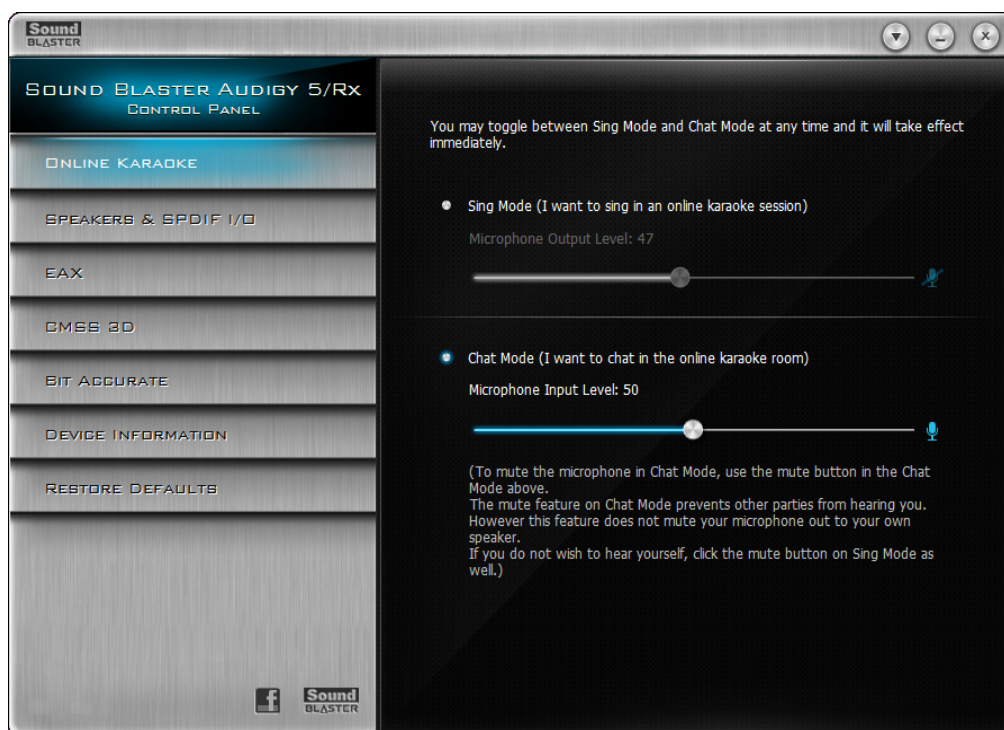 Sound
BLASTER
Sound Blaster Audigy 5/Rx
Control Panel
Online Karaoke
Speakers & SPDIF I/O
EAX
CMSS 3D
Bit Accurate
Device Information
Restore Defaults
f
Sound
BLASTER
You may toggle between Sing Mode and Chat Mode at any time and it will take effect
immediately.
Sing Mode (I want to sing in an online karaoke session)
Microphone Output Level: 47
Chat Mode (I want to chat in the online karaoke room)
Microphone Input Level: 50
(To mute the microphone in Chat Mode, use the mute button in the Chat
Mode above.
The mute feature on Chat Mode prevents other parties from hearing you.
However this feature does not mute your microphone out to your own
speaker.
If you do not wish to hear yourself, click the mute button on Sing Mode as
well.)